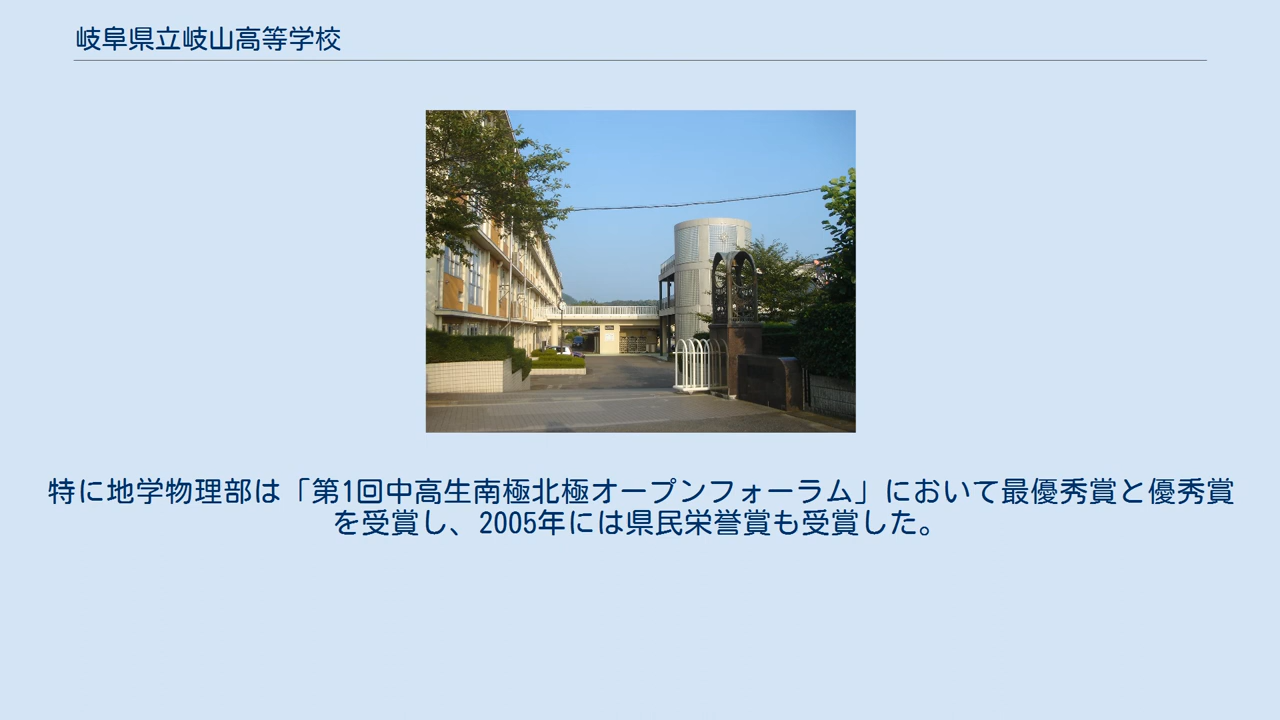 岐阜県立岐山高等学校
特に地学物理部は「第1回中高生南極北極オープンフォーラム」において最優秀賞と優秀賞
を受賞し、2005年には県民栄誉賞も受賞した。